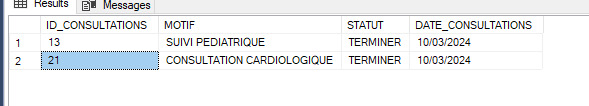 Results Messages
ID_CONSULTATIONS MOTIF STATUT DATE_CONSULTATIONS
1 13 SUIVI PEDIATRIQUE TERMINER 10/03/2024
2 21 CONSULTATION CARDIOLOGIQUE TERMINER 10/03/2024